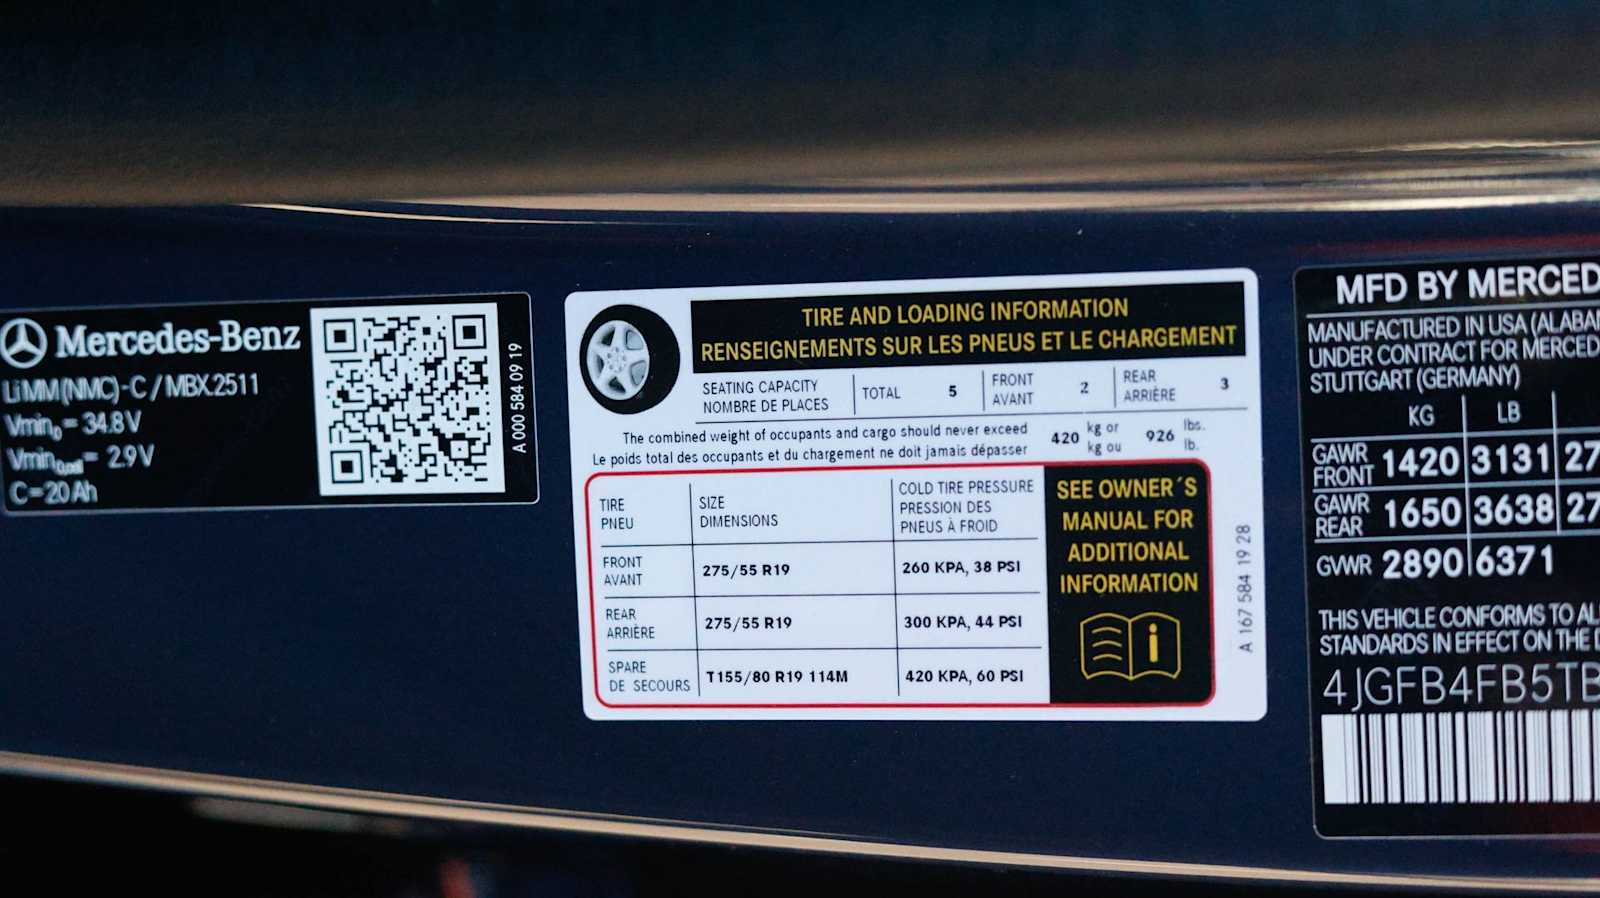 Mercedes-Benz
LiMM(NMC)-C / MBX.2511
Vmin₀ = 34.8V
= 2.9V
C=20Ah
A 000 584 09 19
TIRE AND LOADING INFORMATION
RENSEIGNEMENTS SUR LES PNEUS ET LE CHARGEMENT
SEATING CAPACITY
NOMBRE DE PLACES
TOTAL 5
FRONT
AVANT
2
REAR
ARRIÈRE
3
The combined weight of occupants and cargo should never exceed
Le poids total des occupants et du chargement ne doit jamais dépasser
420 kg or
kg ou
926 lbs.
lb.
TIRE
PNEU
SIZE
DIMENSIONS
COLD TIRE PRESSURE
PRESSION DES
PNEUS À FROID
FRONT
AVANT
275/55 R19
260 KPA, 38 PSI
REAR
ARRIÈRE
275/55 R19
300 KPA, 44 PSI
SPARE
DE SECOURS
T155/80 R19 114M
420 KPA, 60 PSI
SEE OWNER´S
MANUAL FOR
ADDITIONAL
INFORMATION
i
A 167 584 19 28
MFD BY MERCED
MANUFACTURED IN USA (ALABA
UNDER CONTRACT FOR MERCED
STUTTGART (GERMANY)
KG LB
GAWR
FRONT
1420 3131 27
GAWR
REAR
1650 3638 27
GVWR 2890 6371
THIS VEHICLE CONFORMS TO AL
STANDARDS IN EFFECT ON THE D
4JGFB4FB5TB